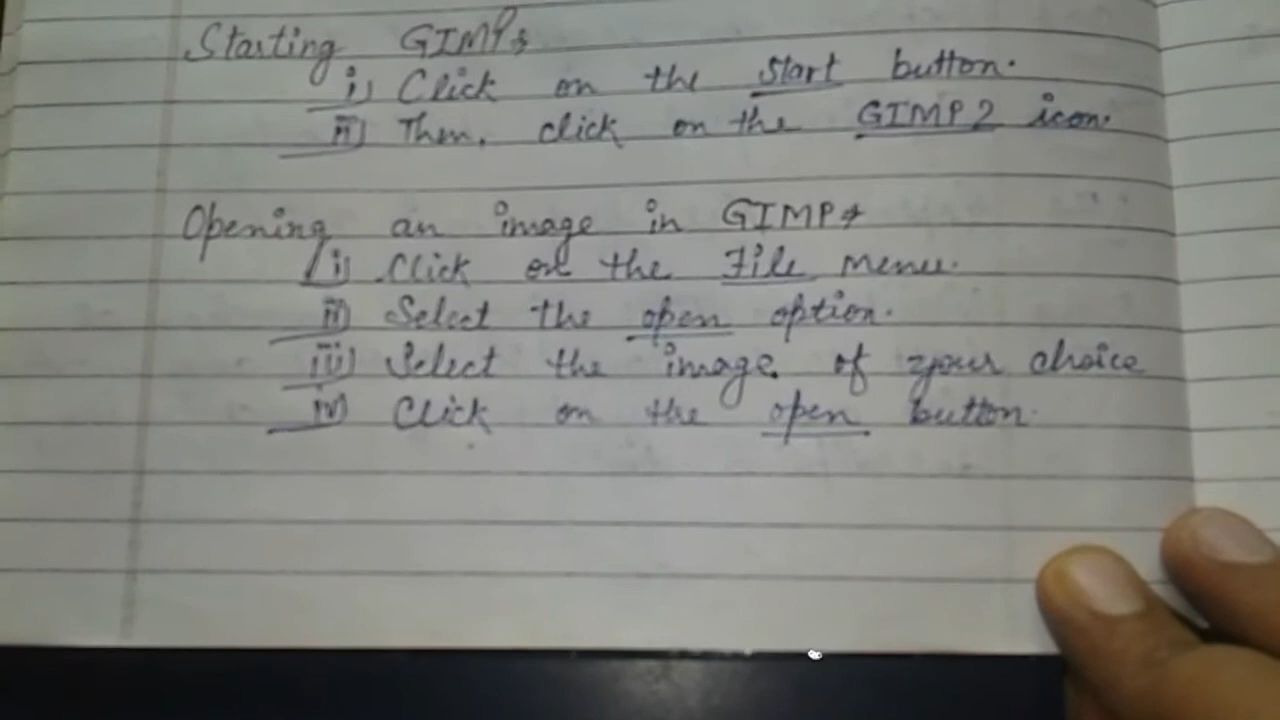 Starting GIMP:
i) Click on the Start button.
ii) Then, click on the GIMP2 icon.
Opening an image in GIMP:
i) Click on the File menu.
ii) Select the open option.
iii) Select the image of your choice
iv) Click on the open button.